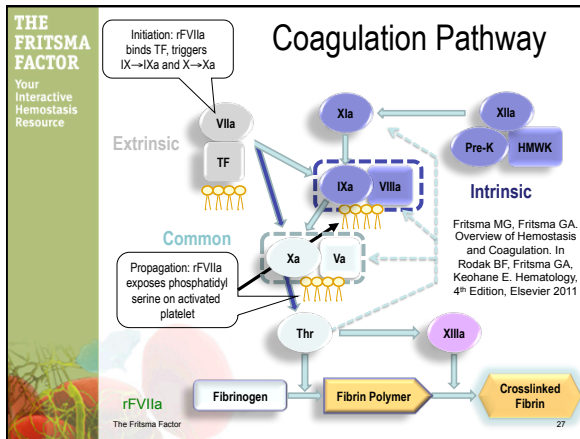 THE
FRITSMA
FACTOR
Your
Interactive
Hemostasis
Resource
Coagulation Pathway
Initiation: rFVIIa
binds TF, triggers
IX→IXa and X→Xa
VIIa
TF
Extrinsic
XIa
XIIa
Pre-K
HMWK
IXa
VIIIa
Intrinsic
Common
Xa
Va
Fritsma MG, Fritsma GA.
Overview of Hemostasis
and Coagulation. In
Rodak BF, Fritsma GA,
Keohane E. Hematology,
4th Edition, Elsevier 2011
Propagation: rFVIIa
exposes phosphatidyl
serine on activated
platelet
Thr
XIIIa
Fibrinogen
Fibrin Polymer
Crosslinked
Fibrin
rFVIIa
The Fritsma Factor
27